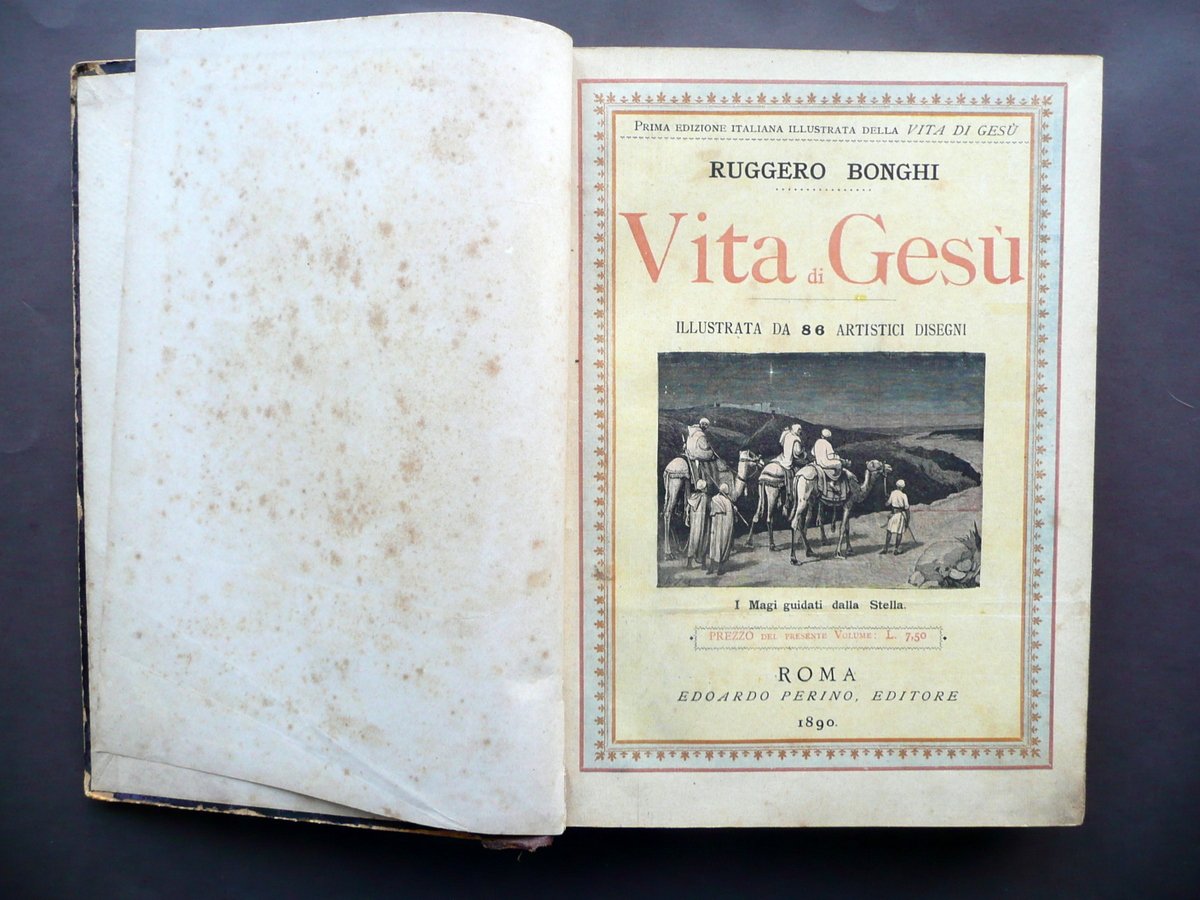 PRIMA EDIZIONE ITALIANA ILLUSTRATA DELLA VITA DI GESÙ
RUGGERO BONGHI
Vita di Gesù
ILLUSTRATA DA 86 ARTISTICI DISEGNI
I Magi guidati dalla Stella.
PREZZO DEL PRESENTE VOLUME: L. 7,50
ROMA
EDOARDO PERINO, EDITORE
1890.